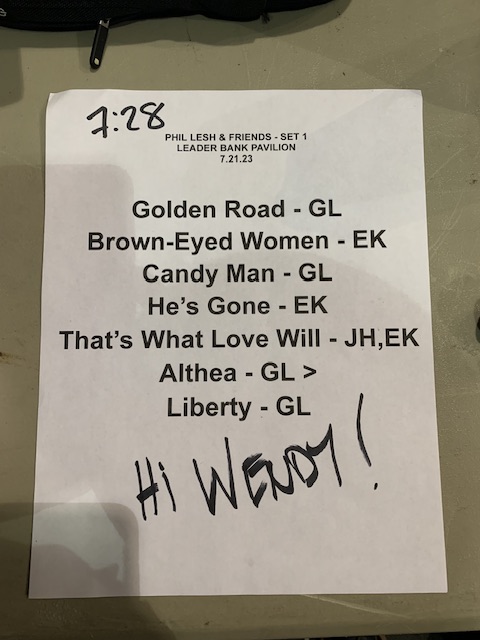 7:28
PHIL LESH & FRIENDS - SET 1
LEADER BANK PAVILION
7.21.23
Golden Road - GL
Brown-Eyed Women - EK
Candy Man - GL
He's Gone - EK
That's What Love Will - JH,EK
Althea - GL >
Liberty - GL
Hi WENDY!